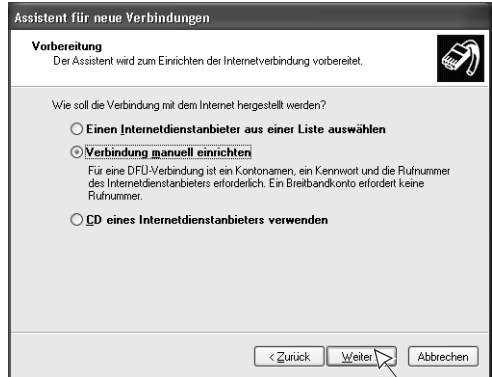 Assistent für neue Verbindungen
Vorbereitung
Der Assistent wird zum Einrichten der Internetverbindung vorbereitet.
Wie soll die Verbindung mit dem Internet hergestellt werden?
Einen Internetdienstanbieter aus einer Liste auswählen
Verbindung manuell einrichten
Für eine DFÜ-Verbindung ist ein Kontonamen, ein Kennwort und die Rufnummer
des Internetdienstanbieters erforderlich. Ein Breitbandkonto erfordert keine
Rufnummer.
CD eines Internetdienstanbieters verwenden
< Zurück Weiter > Abbrechen